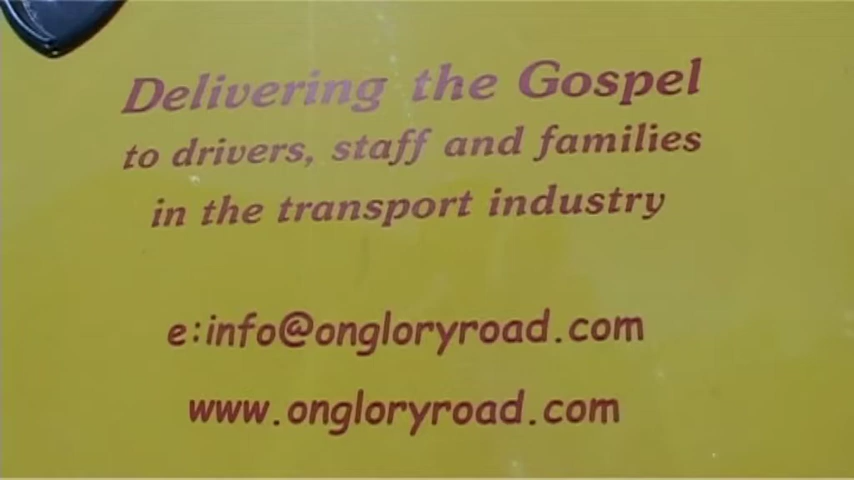 Delivering the Gospel
to drivers, staff and families
in the transport industry
e:info@ongloryroad.com
www.ongloryroad.com